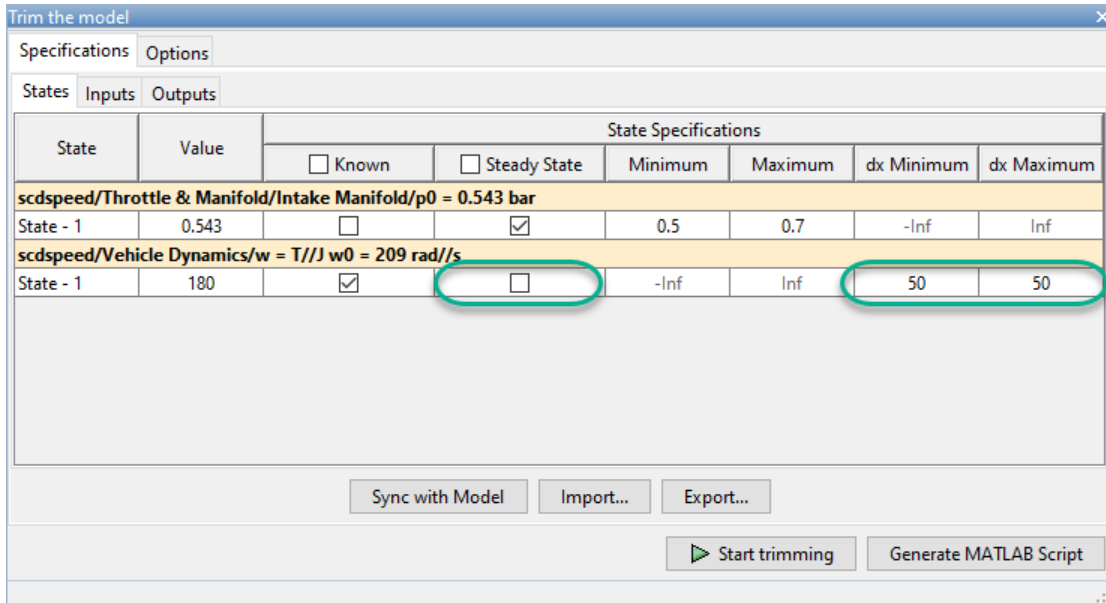 Trim the model
Specifications Options
States Inputs Outputs
State Value State Specifications
Known Steady State Minimum Maximum dx Minimum dx Maximum
scdspeed/Throttle & Manifold/Intake Manifold/p0 = 0.543 bar
State - 1 0.543 0.5 0.7 -Inf Inf
scdspeed/Vehicle Dynamics/w = T//J w0 = 209 rad//s
State - 1 180 -Inf Inf 50 50
Sync with Model Import... Export...
Start trimming Generate MATLAB Script